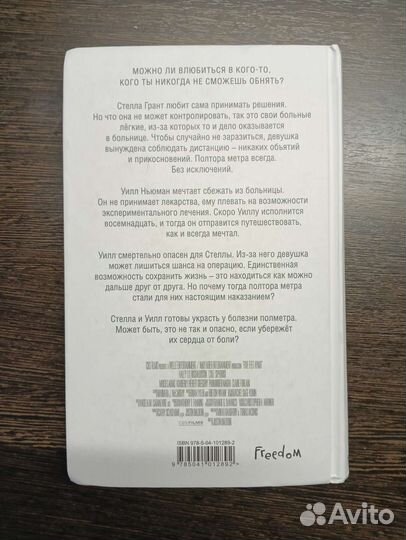 МОЖНО ЛИ ВЛЮБИТЬСЯ В КОГО-ТО,
КОГО ТЫ НИКОГДА НЕ СМОЖЕШЬ ОБНЯТЬ?
Стелла Грант любит сама принимать решения.
Но что она не может контролировать, так это свои больные
лёгкие, из-за которых то и дело оказывается
в больнице. Чтобы случайно не заразить, девушка
вынуждена соблюдать дистанцию – никаких объятий
и прикосновений. Полтора метра всегда.
Без исключений.
Уилл Ньюман мечтает сбежать из больницы.
Он не принимает лекарства, ему плевать на возможности
экспериментального лечения. Скоро Уиллу исполнится
восемнадцать, и тогда он отправится путешествовать,
как и всегда мечтал.
Уилл смертельно опасен для Стеллы. Из-за него девушка
может лишиться шанса на операцию. Единственная
возможность сохранить жизнь – это находиться как можно
дальше друг от друга. Но почему тогда полтора метра
стали для них настоящим наказанием?
Стелла и Уилл готовы украсть у болезни полметра.
Может быть, это не так и опасно, если убережёт
их сердца от боли?
CBS FILMS
ISBN 978-5-04-101289-2
9 785041 012892 >
Freedom
Avito